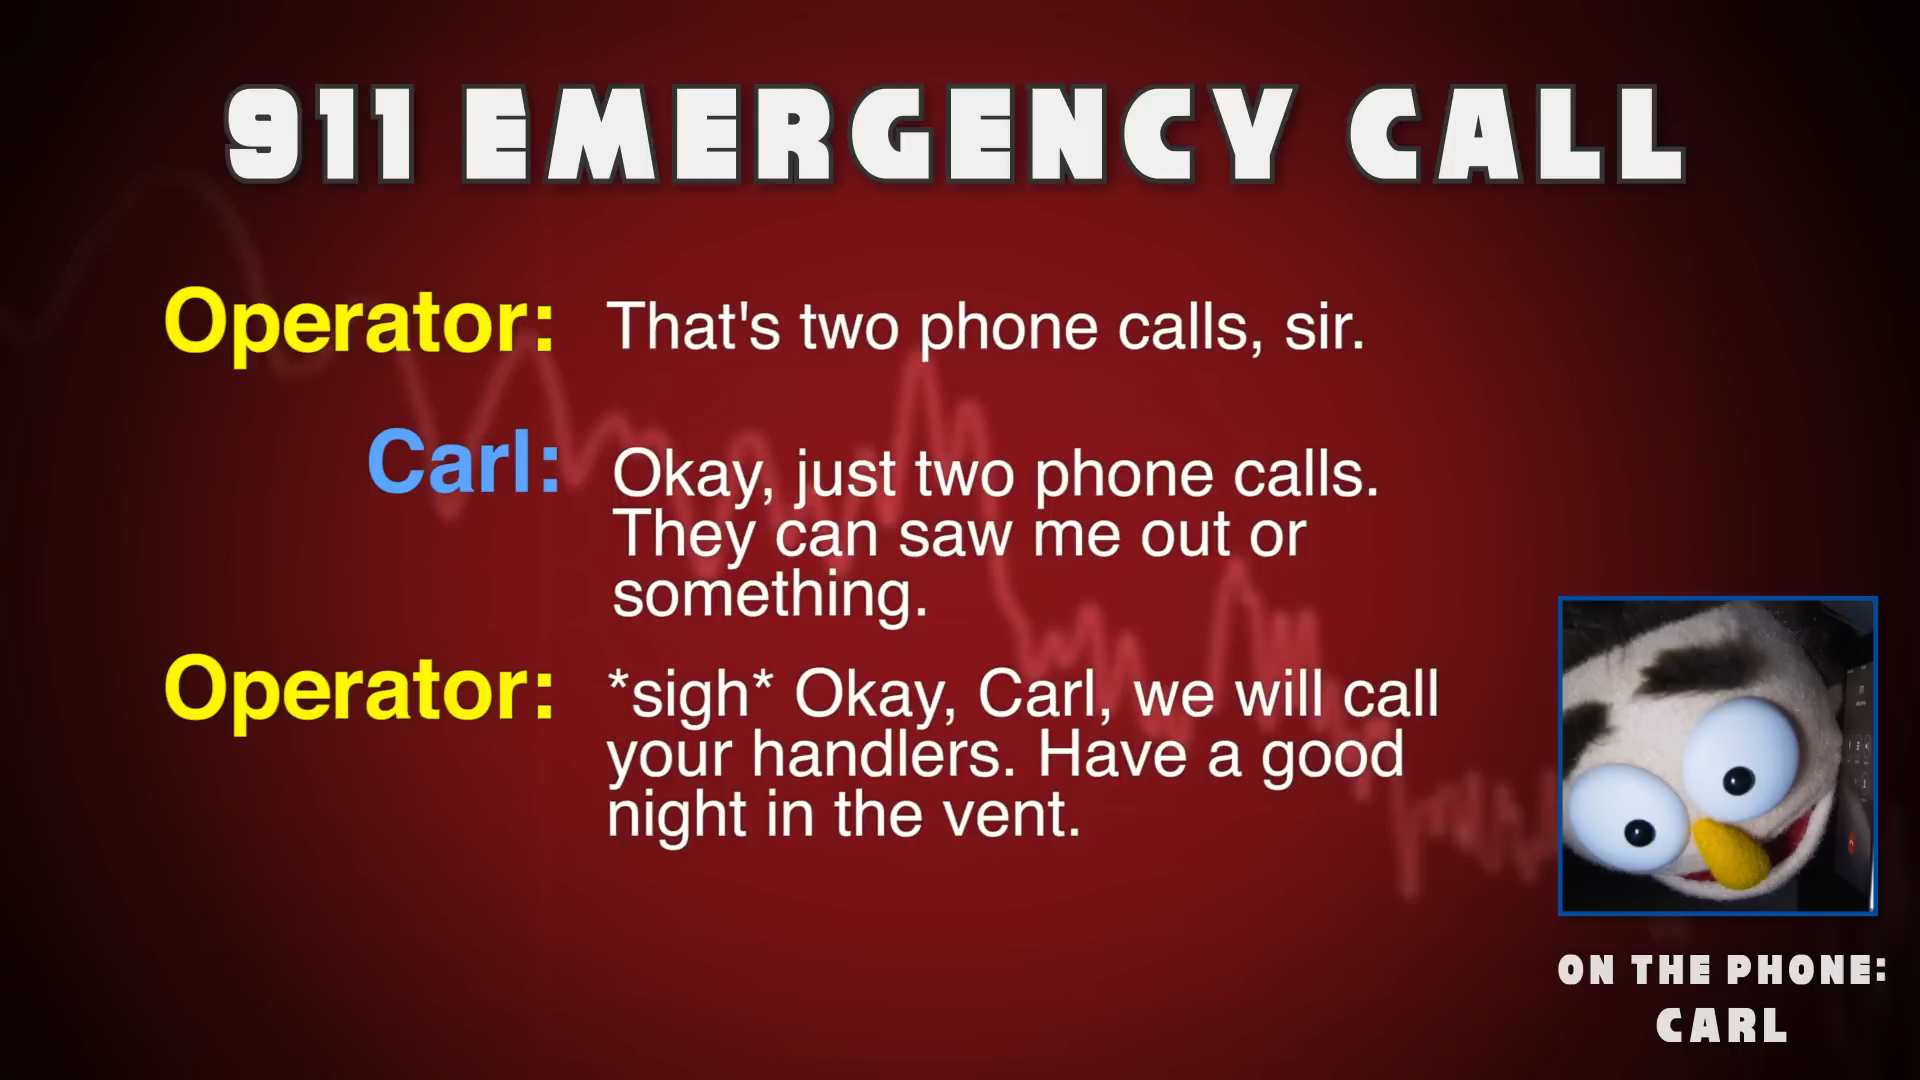 911 EMERGENCY CALL
Operator: That's two phone calls, sir.
Carl: Okay, just two phone calls.
They can saw me out or
something.
Operator: *sigh* Okay, Carl, we will call
your handlers. Have a good
night in the vent.
ON THE PHONE:
CARL